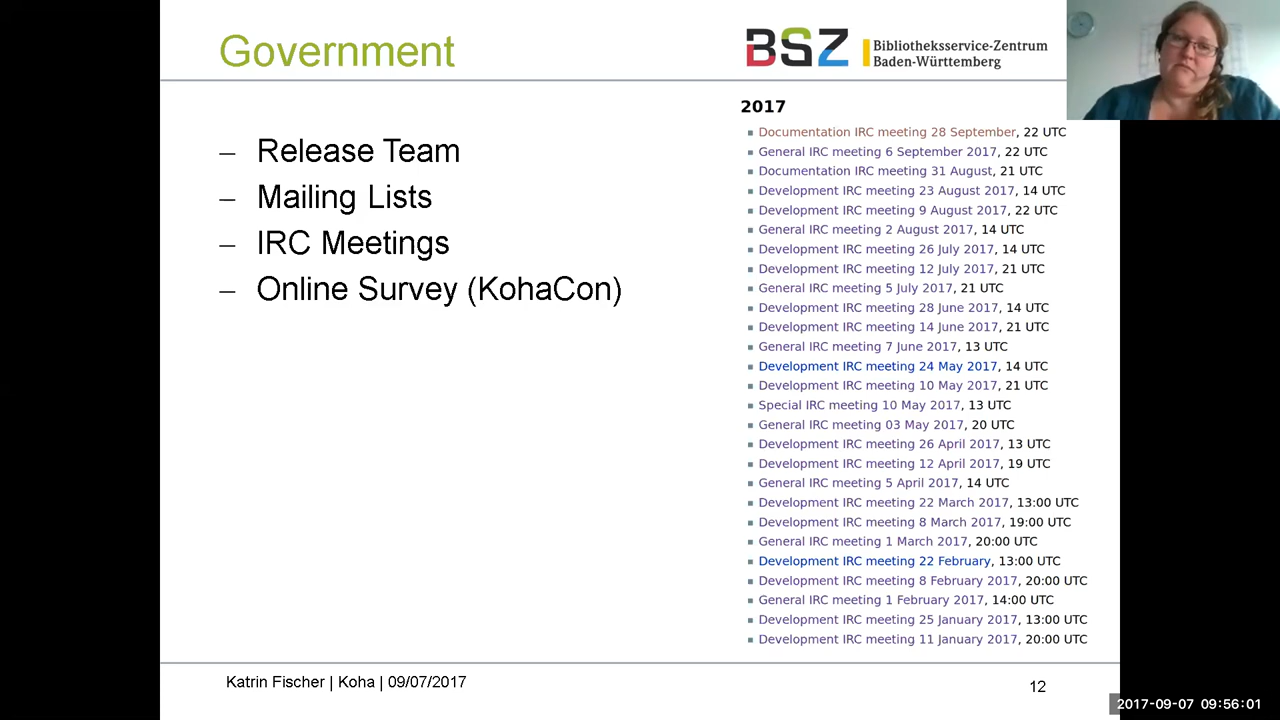 Government
BSZ
Bibliotheksservice-Zentrum
Baden-Württemberg
– Release Team
– Mailing Lists
– IRC Meetings
– Online Survey (KohaCon)
2017
Documentation IRC meeting 28 September, 22 UTC
General IRC meeting 6 September 2017, 22 UTC
Documentation IRC meeting 31 August, 21 UTC
Development IRC meeting 23 August 2017, 14 UTC
Development IRC meeting 9 August 2017, 22 UTC
General IRC meeting 2 August 2017, 14 UTC
Development IRC meeting 26 July 2017, 14 UTC
Development IRC meeting 12 July 2017, 21 UTC
General IRC meeting 5 July 2017, 21 UTC
Development IRC meeting 28 June 2017, 14 UTC
Development IRC meeting 14 June 2017, 21 UTC
General IRC meeting 7 June 2017, 13 UTC
Development IRC meeting 24 May 2017, 14 UTC
Development IRC meeting 10 May 2017, 21 UTC
Special IRC meeting 10 May 2017, 13 UTC
General IRC meeting 03 May 2017, 20 UTC
Development IRC meeting 26 April 2017, 13 UTC
Development IRC meeting 12 April 2017, 19 UTC
General IRC meeting 5 April 2017, 14 UTC
Development IRC meeting 22 March 2017, 13:00 UTC
Development IRC meeting 8 March 2017, 19:00 UTC
General IRC meeting 1 March 2017, 20:00 UTC
Development IRC meeting 22 February, 13:00 UTC
Development IRC meeting 8 February 2017, 20:00 UTC
General IRC meeting 1 February 2017, 14:00 UTC
Development IRC meeting 25 January 2017, 13:00 UTC
Development IRC meeting 11 January 2017, 20:00 UTC
Katrin Fischer | Koha | 09/07/2017
12
2017-09-07 09:56:01